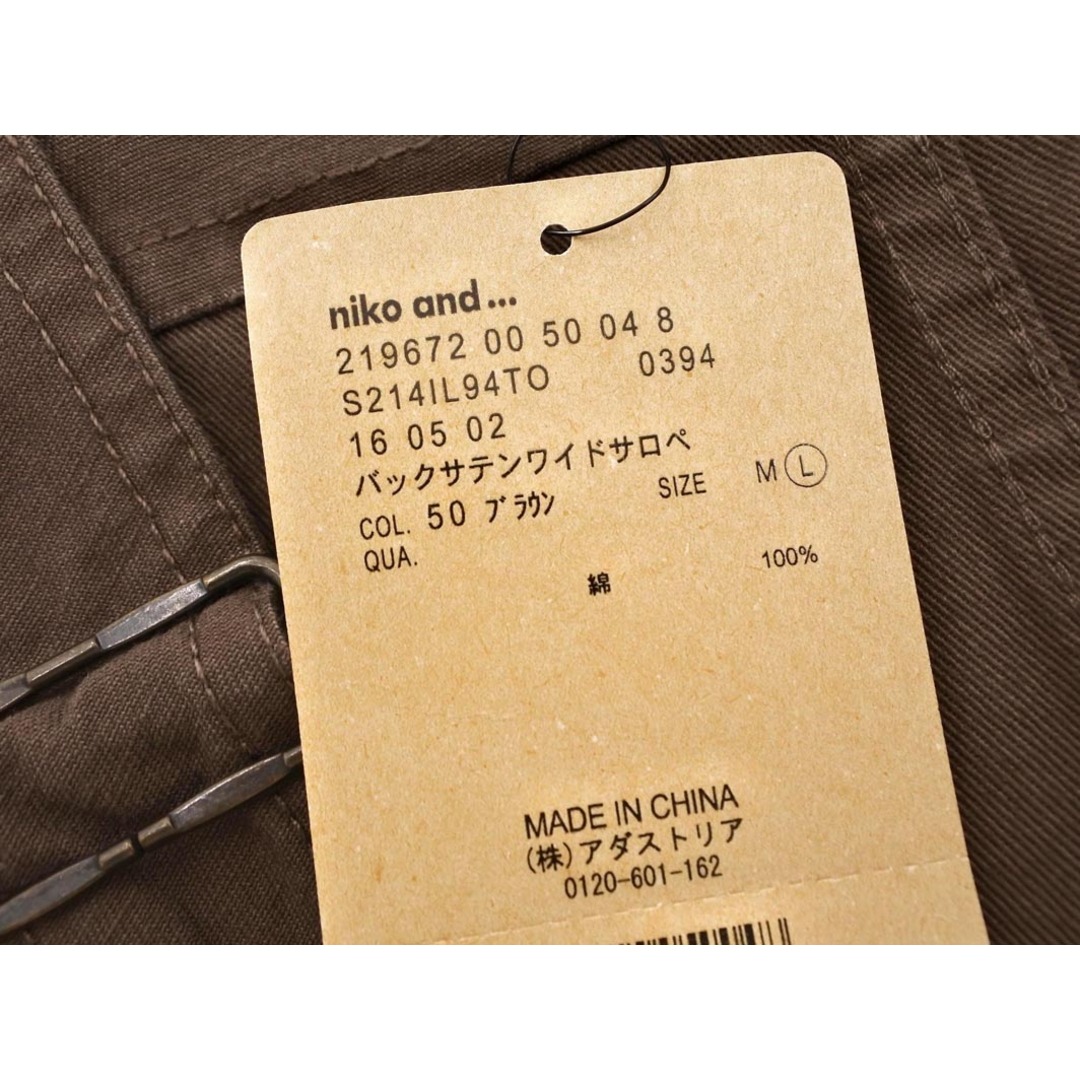 niko and...
219672 00 50 04 8
S214IL94TO 0394
16 05 02
バックサテンワイドサロペ
COL. 50 ﾌﾞﾗｳﾝ SIZE M Ⓛ
QUA.
綿 100%
MADE IN CHINA
(株)アダストリア
0120-601-162